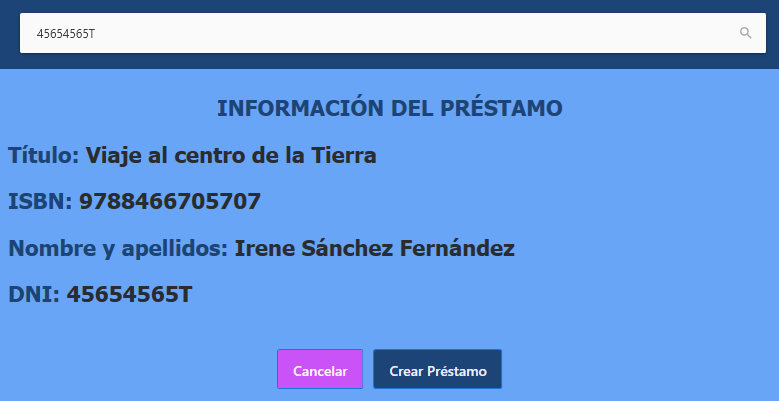 45654565T
INFORMACIÓN DEL PRÉSTAMO
Título: Viaje al centro de la Tierra
ISBN: 9788466705707
Nombre y apellidos: Irene Sánchez Fernández
DNI: 45654565T
Cancelar Crear Préstamo